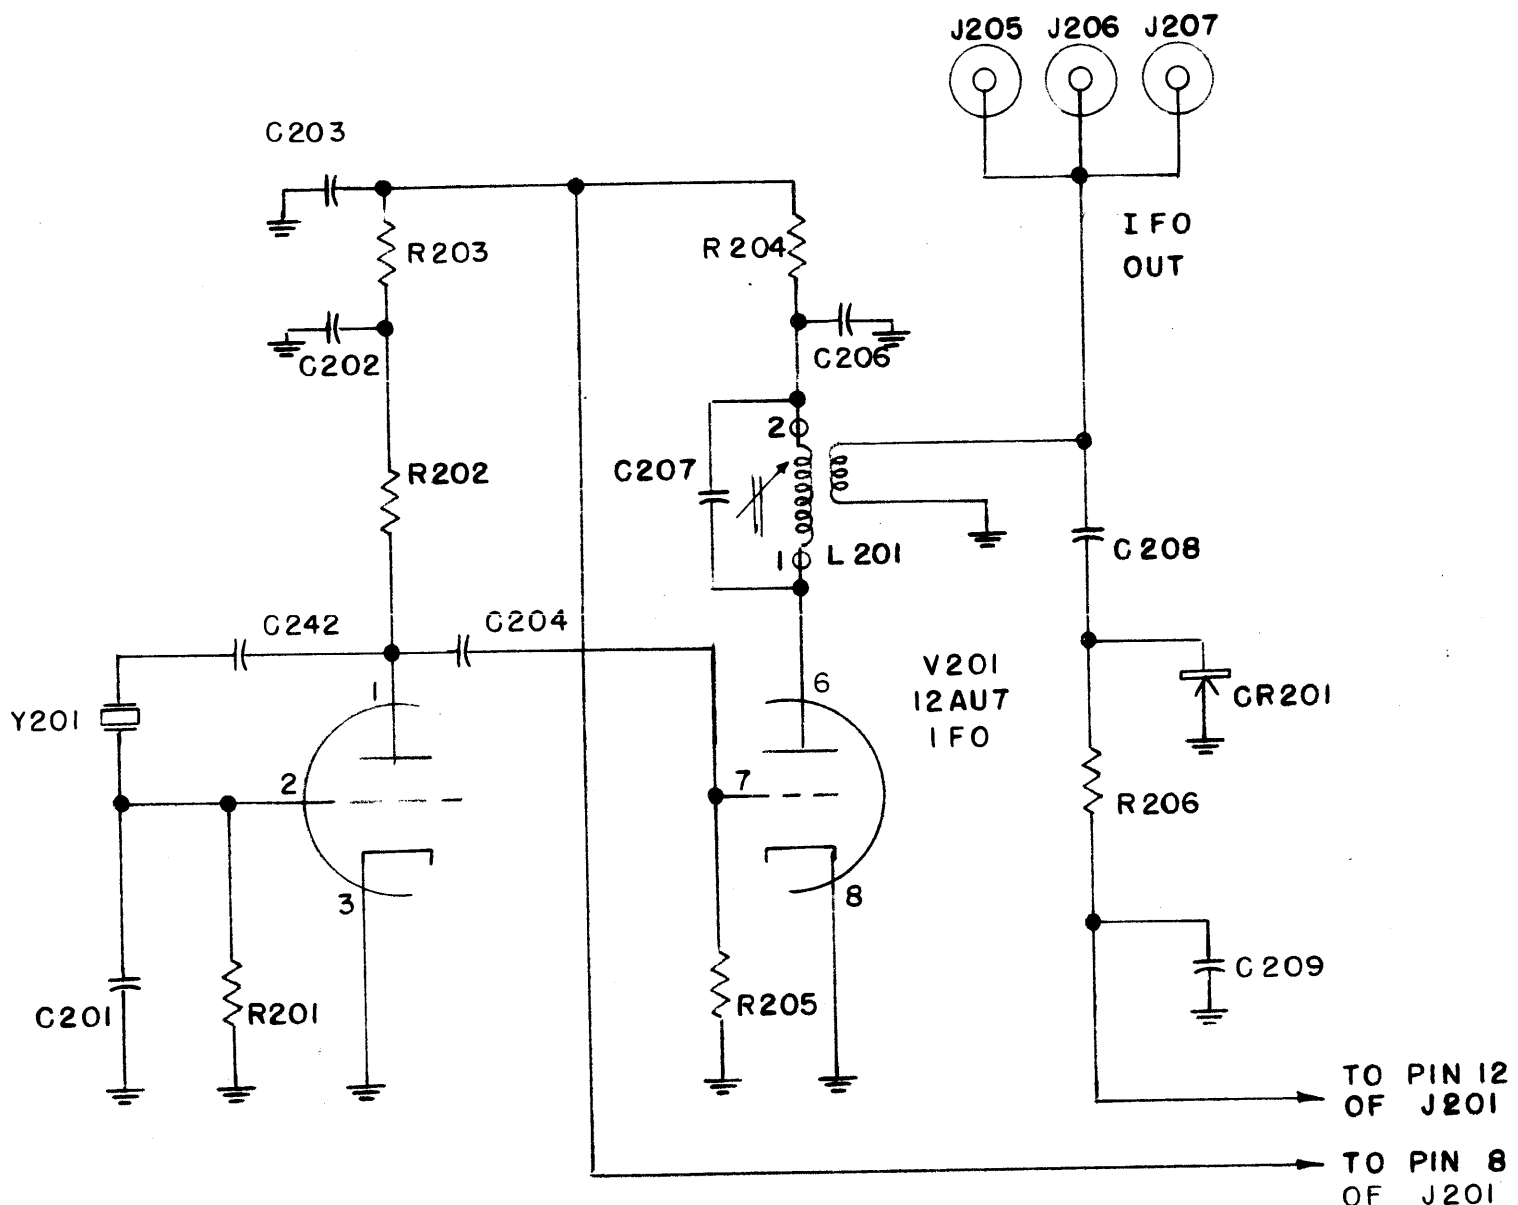 J205 J206 J207
C203
IFO
OUT
R203
R204
C202
C206
2
R202
C207
1 L201
C208
C242
C204
V201
12AU7
IFO
1
6
Y201
CR201
2
7
R206
3
8
C209
C201
R201
R205
TO PIN 12
OF J201
TO PIN 8
OF J201